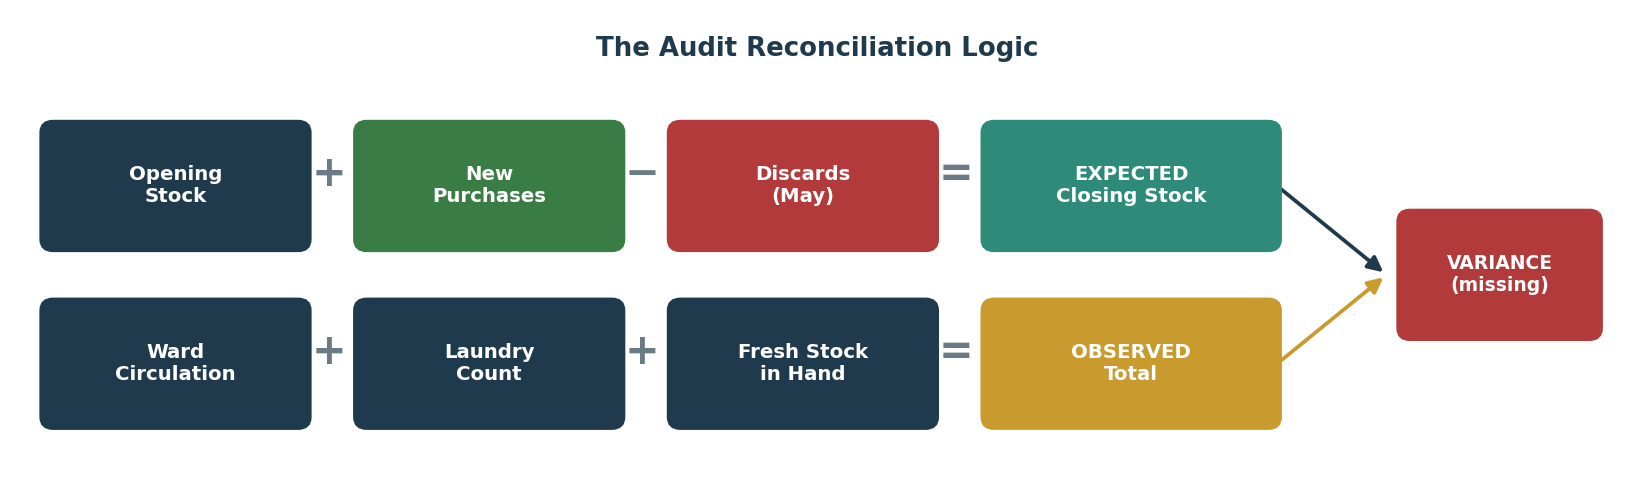 The Audit Reconciliation Logic
Opening
Stock
+
New
Purchases
−
Discards
(May)
=
EXPECTED
Closing Stock
VARIANCE
(missing)
Ward
Circulation
+
Laundry
Count
+
Fresh Stock
in Hand
=
OBSERVED
Total